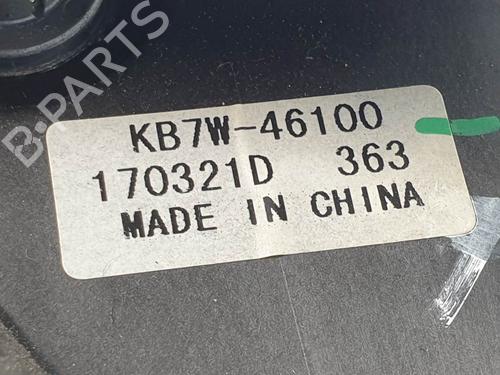 B-PARTS
KB7W-46100
170321D 363
MADE IN CHINA